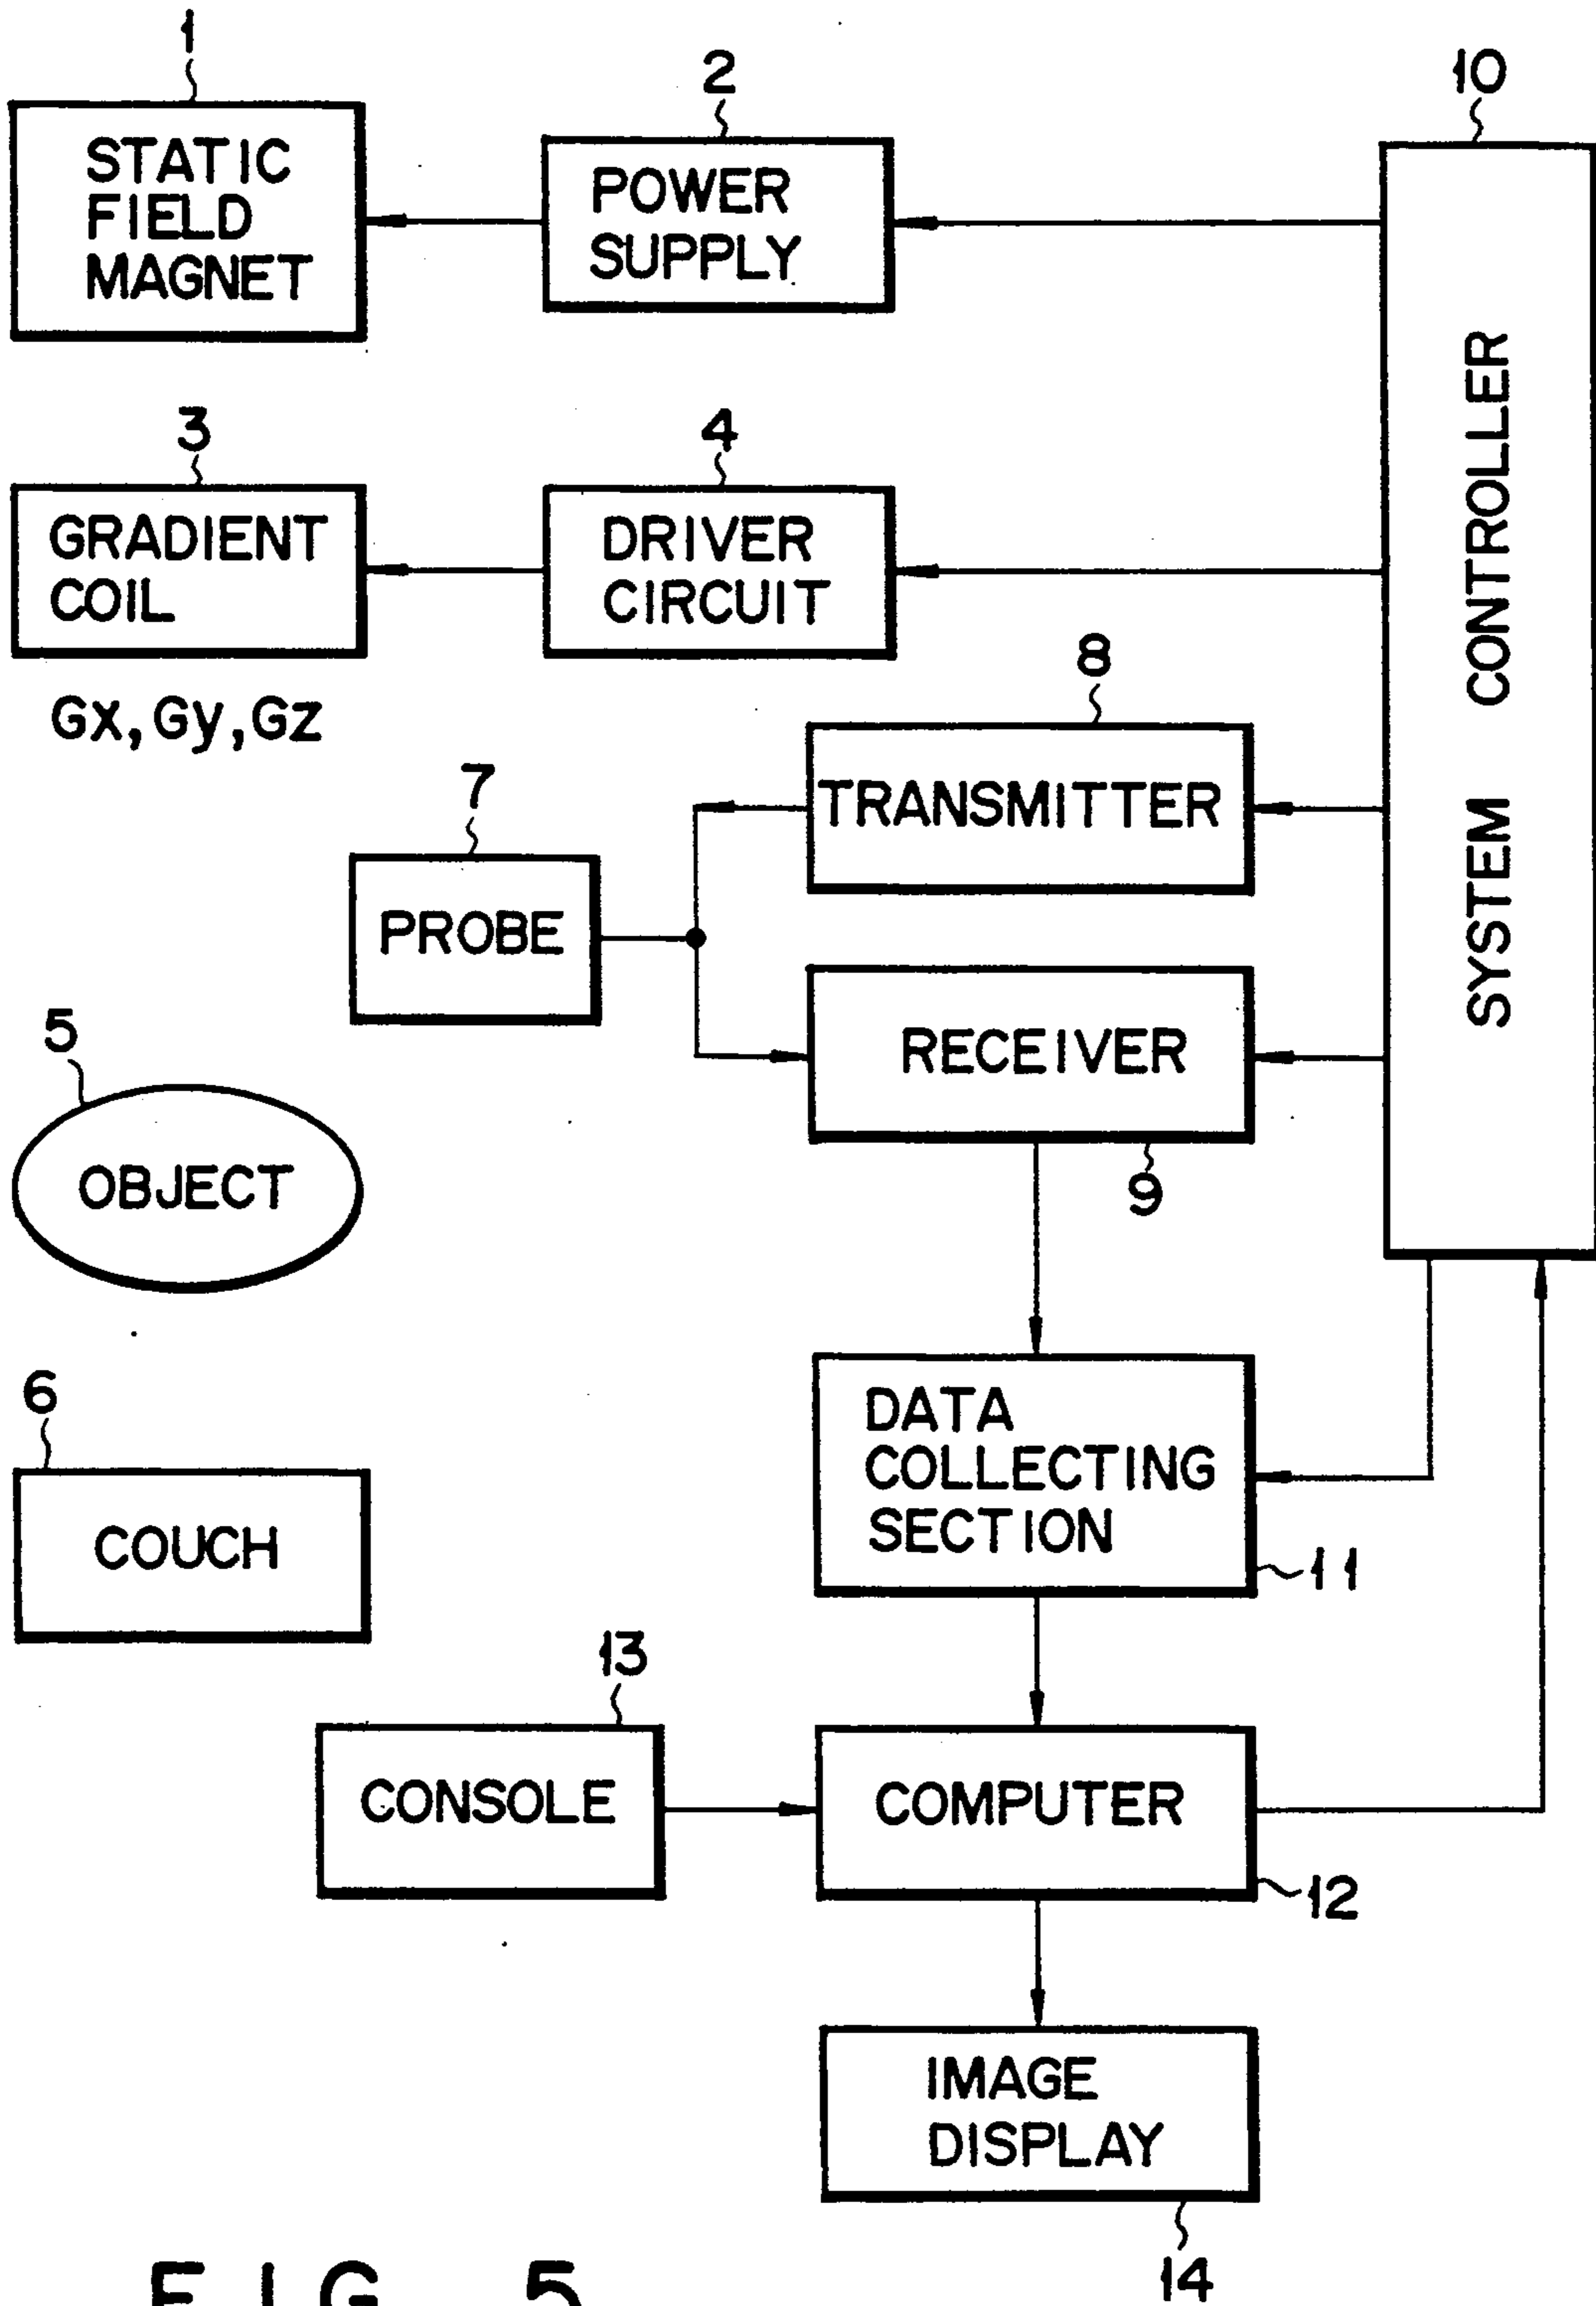 1
STATIC
FIELD
MAGNET
2
POWER
SUPPLY
10
SYSTEM CONTROLLER
3
GRADIENT
COIL
Gx, Gy, Gz
4
DRIVER
CIRCUIT
8
TRANSMITTER
7
PROBE
RECEIVER
9
5
OBJECT
6
COUCH
DATA
COLLECTING
SECTION
11
13
CONSOLE
COMPUTER
12
IMAGE
DISPLAY
14
FIG. 5